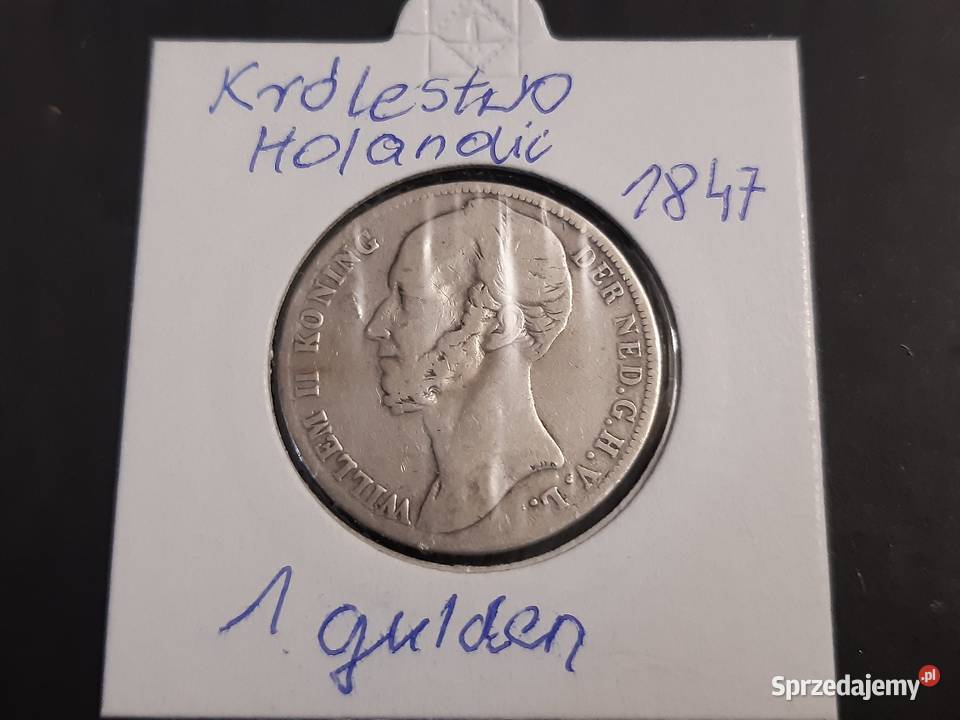 Królestwo
Holandii
1847
WILLEM II KONING DER NED. G. H. V. L.
1 gulden
Sprzedajemy.pl